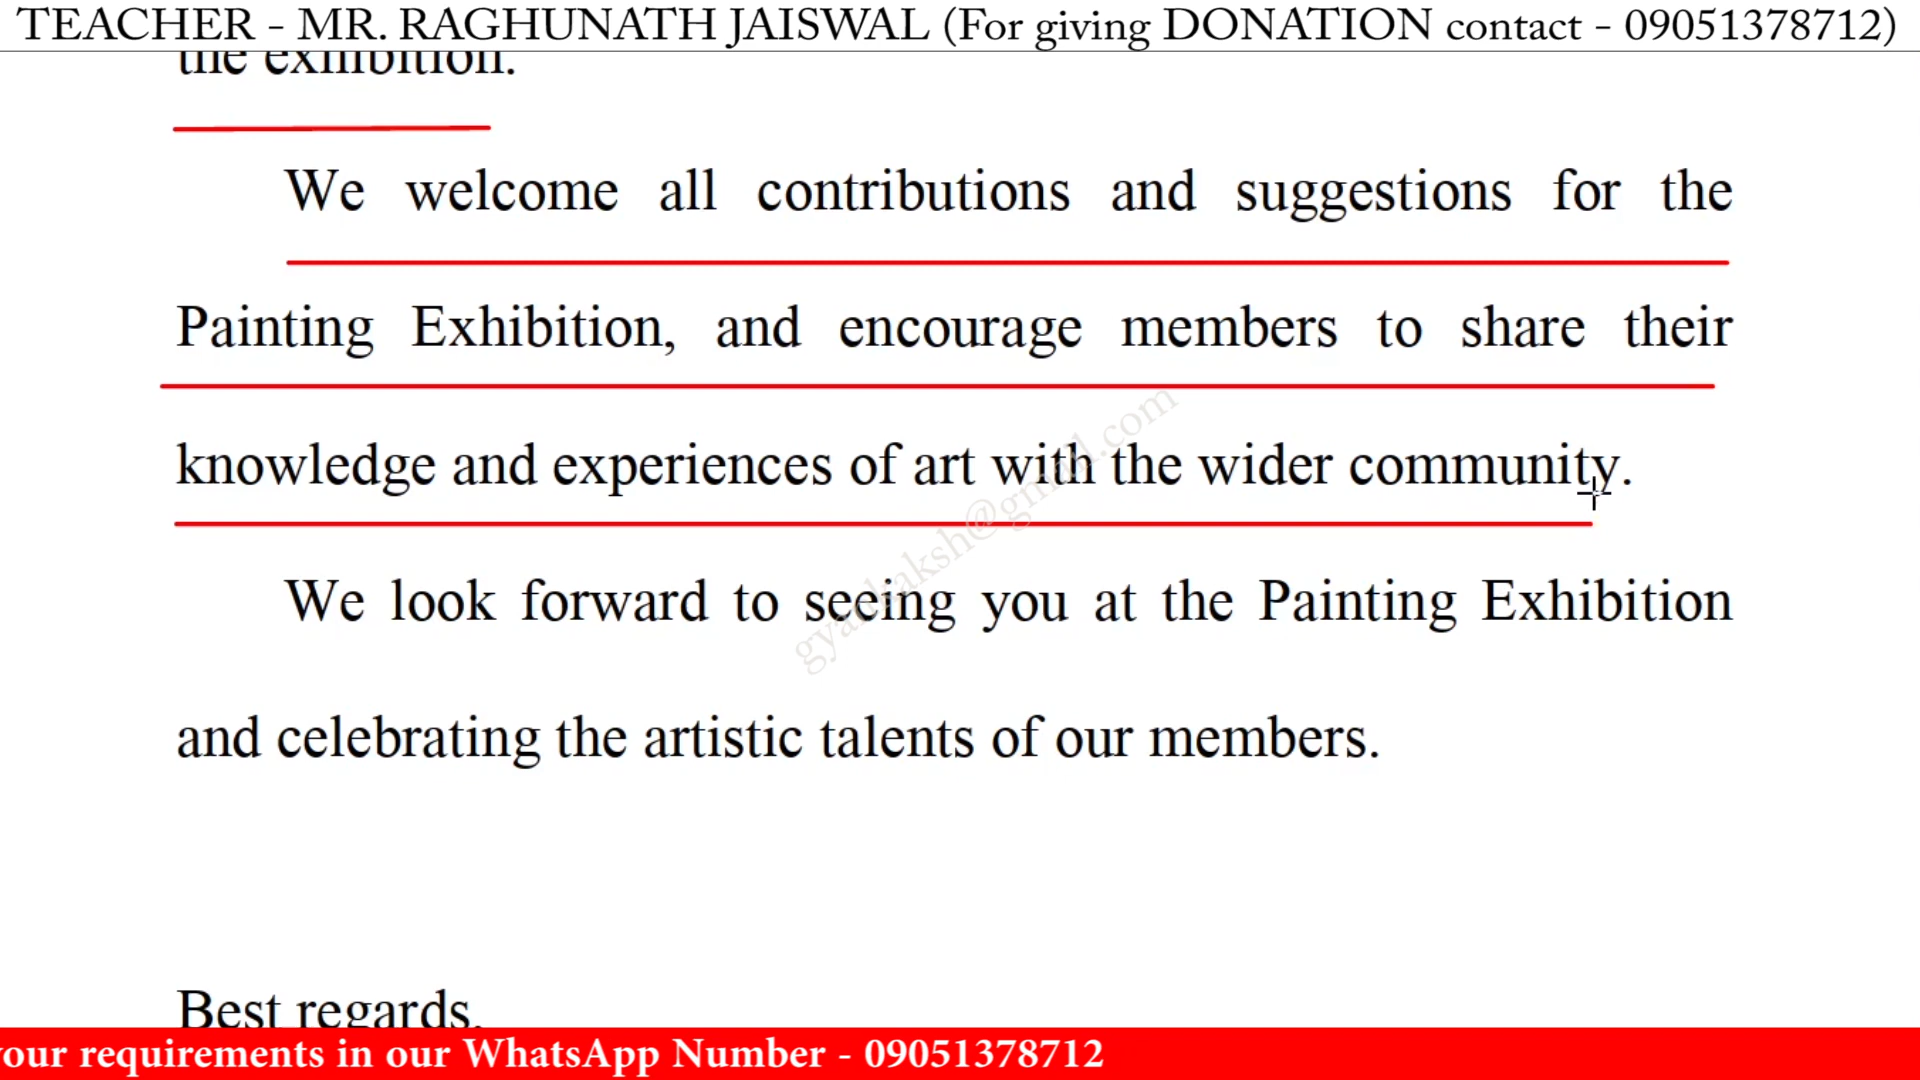 TEACHER - MR. RAGHUNATH JAISWAL (For giving DONATION contact - 09051378712)
the exhibition.
We welcome all contributions and suggestions for the
Painting Exhibition, and encourage members to share their
knowledge and experiences of art with the wider community.
We look forward to seeing you at the Painting Exhibition
and celebrating the artistic talents of our members.
Best regards,
your requirements in our WhatsApp Number - 09051378712